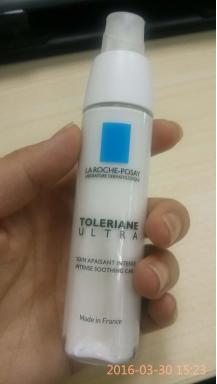 LA ROCHE-POSAY
LABORATOIRE DERMATOLOGIQUE
TOLERIANE
ULTRA
SOIN APAISANT INTENSE
INTENSE SOOTHING CARE
Made in France
2016-03-30 15:23